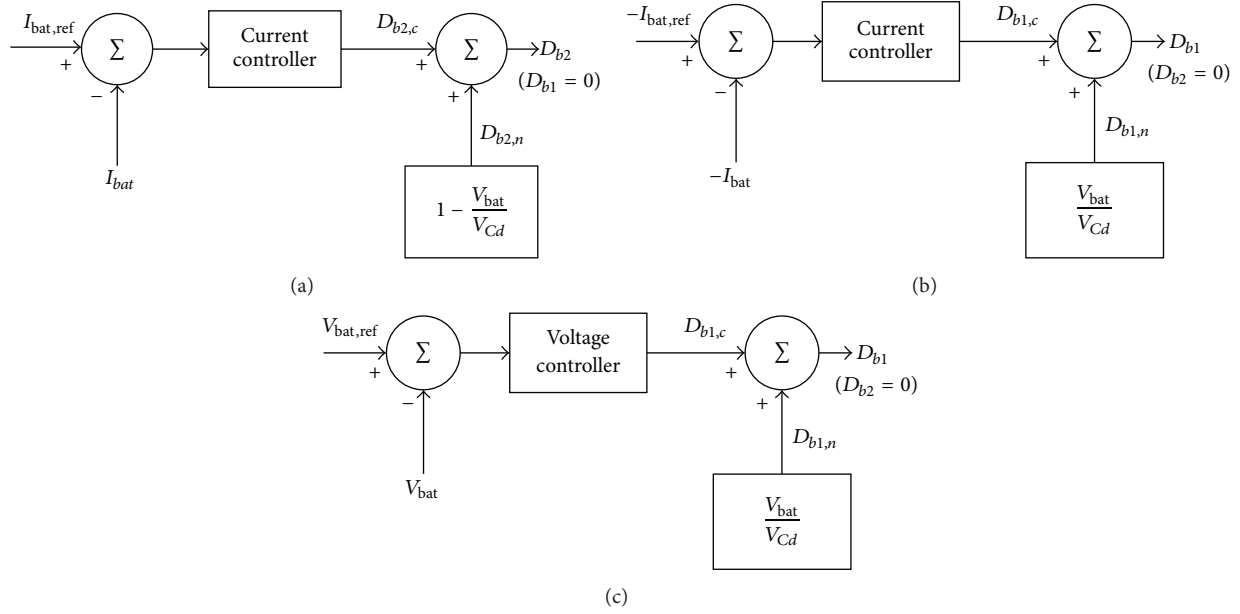 I_bat,ref
+
−
Σ
I_bat
Current
controller
D_b2,c
+
+
Σ
D_b2
(D_b1 = 0)
D_b2,n
1 − V_bat/V_Cd
(a)
−I_bat,ref
+
−
Σ
−I_bat
Current
controller
D_b1,c
+
+
Σ
D_b1
(D_b2 = 0)
D_b1,n
V_bat/V_Cd
(b)
V_bat,ref
+
−
Σ
V_bat
Voltage
controller
D_b1,c
+
+
Σ
D_b1
(D_b2 = 0)
D_b1,n
V_bat/V_Cd
(c)